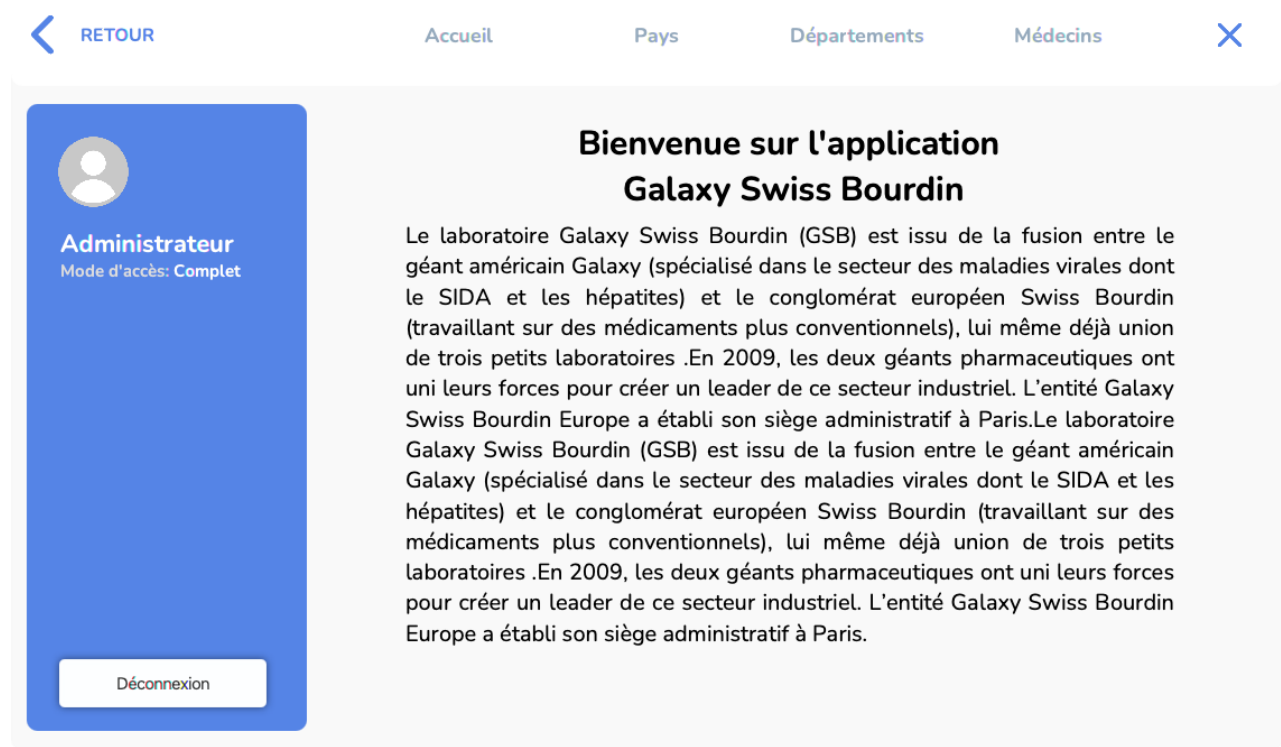 RETOUR
Accueil
Pays
Départements
Médecins
Administrateur
Mode d'accès: Complet
Déconnexion
Bienvenue sur l'application
Galaxy Swiss Bourdin
Le laboratoire Galaxy Swiss Bourdin (GSB) est issu de la fusion entre le
géant américain Galaxy (spécialisé dans le secteur des maladies virales dont
le SIDA et les hépatites) et le conglomérat européen Swiss Bourdin
(travaillant sur des médicaments plus conventionnels), lui même déjà union
de trois petits laboratoires .En 2009, les deux géants pharmaceutiques ont
uni leurs forces pour créer un leader de ce secteur industriel. L’entité Galaxy
Swiss Bourdin Europe a établi son siège administratif à Paris.Le laboratoire
Galaxy Swiss Bourdin (GSB) est issu de la fusion entre le géant américain
Galaxy (spécialisé dans le secteur des maladies virales dont le SIDA et les
hépatites) et le conglomérat européen Swiss Bourdin (travaillant sur des
médicaments plus conventionnels), lui même déjà union de trois petits
laboratoires .En 2009, les deux géants pharmaceutiques ont uni leurs forces
pour créer un leader de ce secteur industriel. L’entité Galaxy Swiss Bourdin
Europe a établi son siège administratif à Paris.